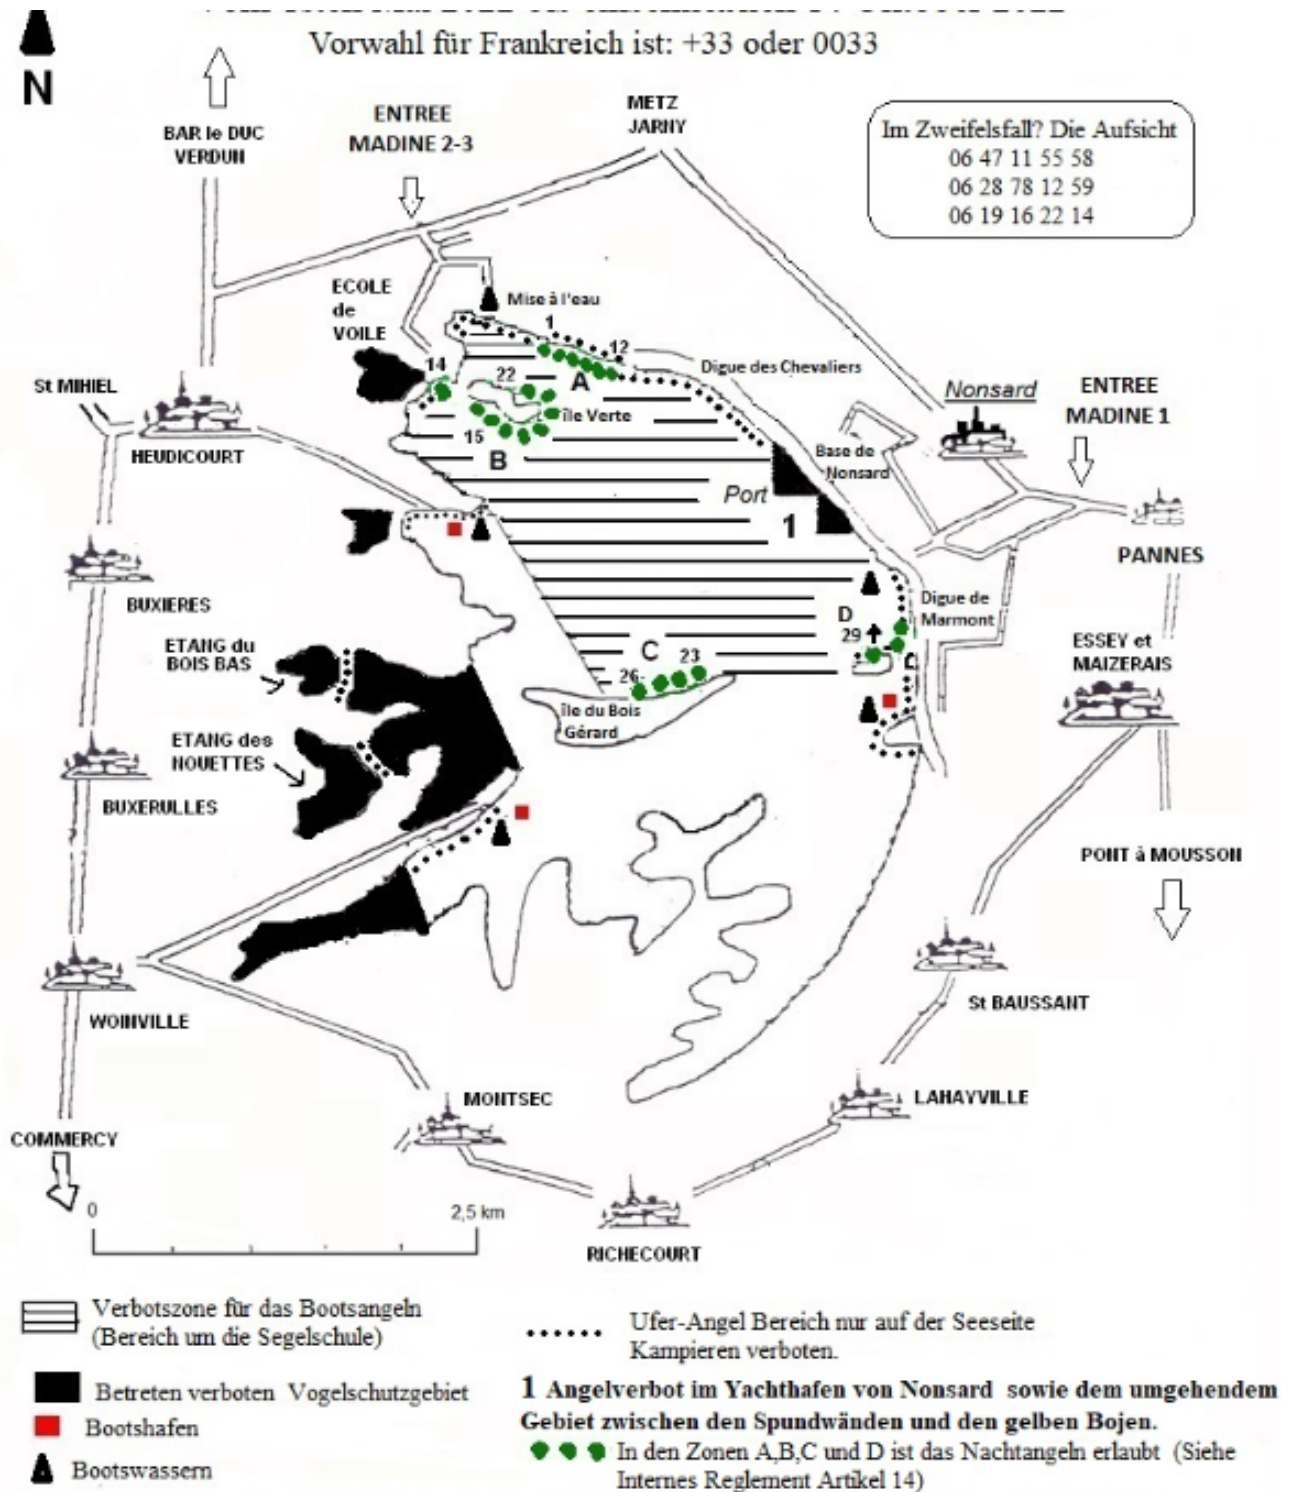 Vorwahl für Frankreich ist: +33 oder 0033
N
BAR le DUC
VERDUN
ENTREE
MADINE 2-3
METZ
JARNY
Im Zweifelsfall? Die Aufsicht
06 47 11 55 58
06 28 78 12 59
06 19 16 22 14
ECOLE
de
VOILE
Mise à l'eau
1
12
14
22
A
Digue des Chevaliers
St MIHIEL
Nonsard
ENTREE
MADINE 1
île Verte
15
B
HEUDICOURT
Base de
Nonsard
Port
1
PANNES
BUXIERES
Digue de
Marmont
D
29
ETANG du
BOIS BAS
C
23
26
ESSEY et
MAIZERAIS
île du Bois
Gérard
ETANG des
NOUETTES
BUXERULLES
PONT à MOUSSON
WOINVILLE
St BAUSSANT
MONTSEC
LAHAYVILLE
COMMERCY
0
2,5 km
RICHECOURT
Verbotszone für das Bootsangeln
(Bereich um die Segelschule)
Ufer-Angel Bereich nur auf der Seeseite
Kampieren verboten.
Betreten verboten Vogelschutzgebiet
1 Angelverbot im Yachthafen von Nonsard sowie dem umgehendem
Gebiet zwischen den Spundwänden und den gelben Bojen.
Bootshafen
In den Zonen A,B,C und D ist das Nachtangeln erlaubt (Siehe
Internes Reglement Artikel 14)
Bootswassern